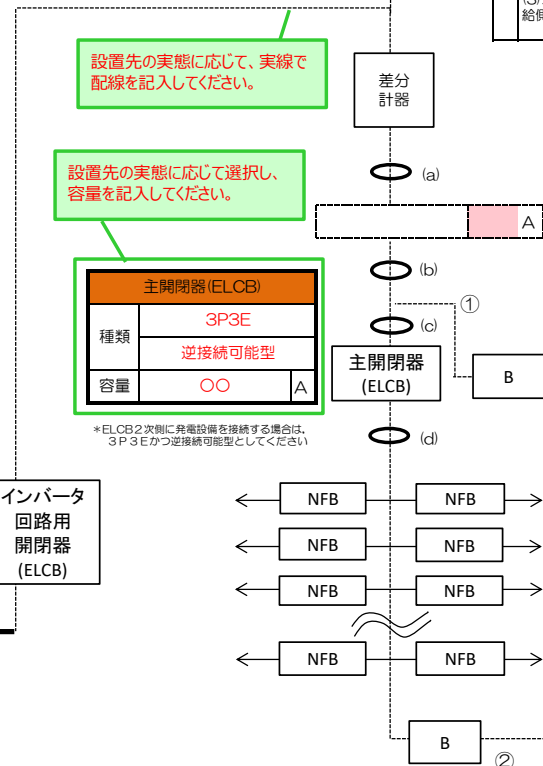 給側
設置先の実態に応じて、実線で
配線を記入してください。
差分
計器
(a)
設置先の実態に応じて選択し、
容量を記入してください。
A
(b)
主開閉器(ELCB)
種類
3P3E
逆接続可能型
容量
〇〇
A
①
(c)
主開閉器
(ELCB)
B
*ELCB2次側に発電設備を接続する場合は、
3P3Eかつ逆接続可能型としてください
(d)
インバータ
回路用
開閉器
(ELCB)
NFB
NFB
NFB
NFB
NFB
NFB
NFB
NFB
B
②